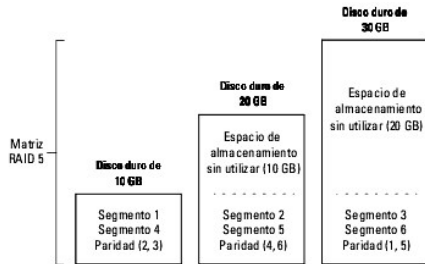 Disco duro de
30 GB
Disco duro de
20 GB
Espacio de
almacenamiento
sin utilizar (20 GB)
Matriz
RAID 5
Espacio de
almacenamiento
sin utilizar (10 GB)
Disco duro de
10 GB
Segmento 1
Segmento 4
Paridad (2, 3)
Segmento 2
Segmento 5
Paridad (4, 6)
Segmento 3
Segmento 6
Paridad (1, 5)